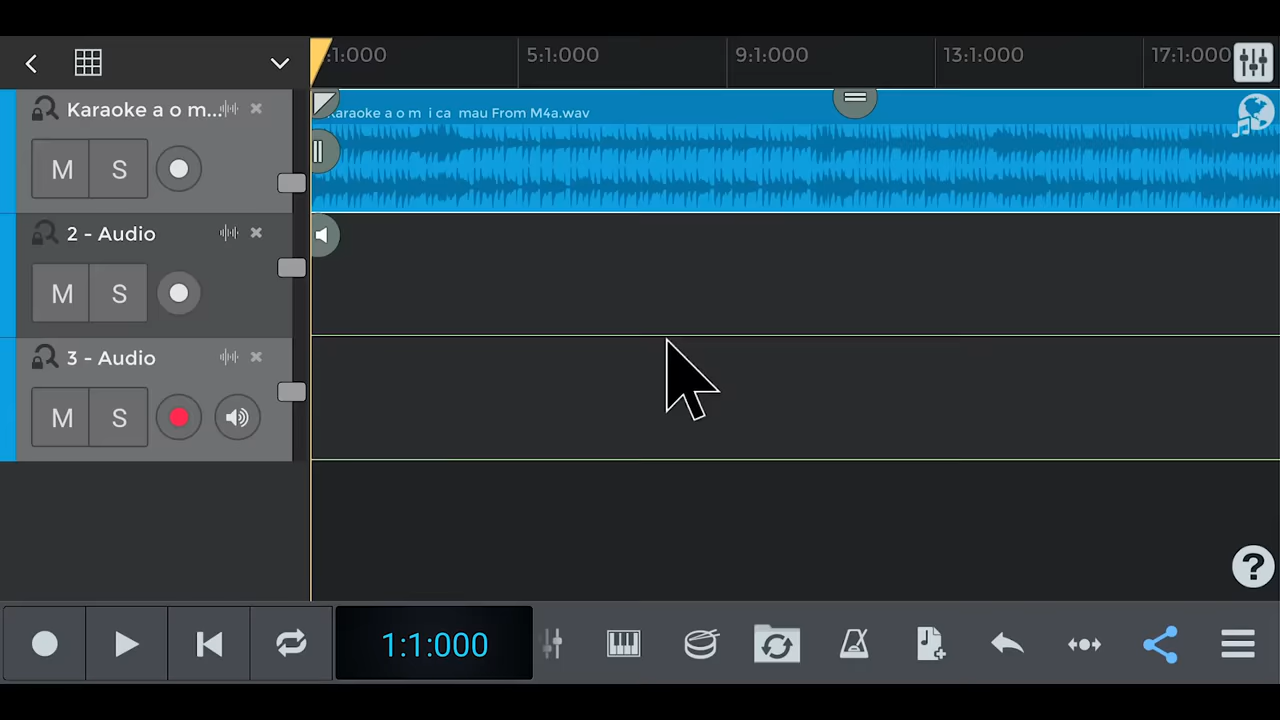 :1:000 5:1:000 9:1:000 13:1:000 17:1:000
Karaoke a o m...
Karaoke a o m  i ca  mau From M4a.wav
M S
2 - Audio
M S
3 - Audio
M S
?
1:1:000